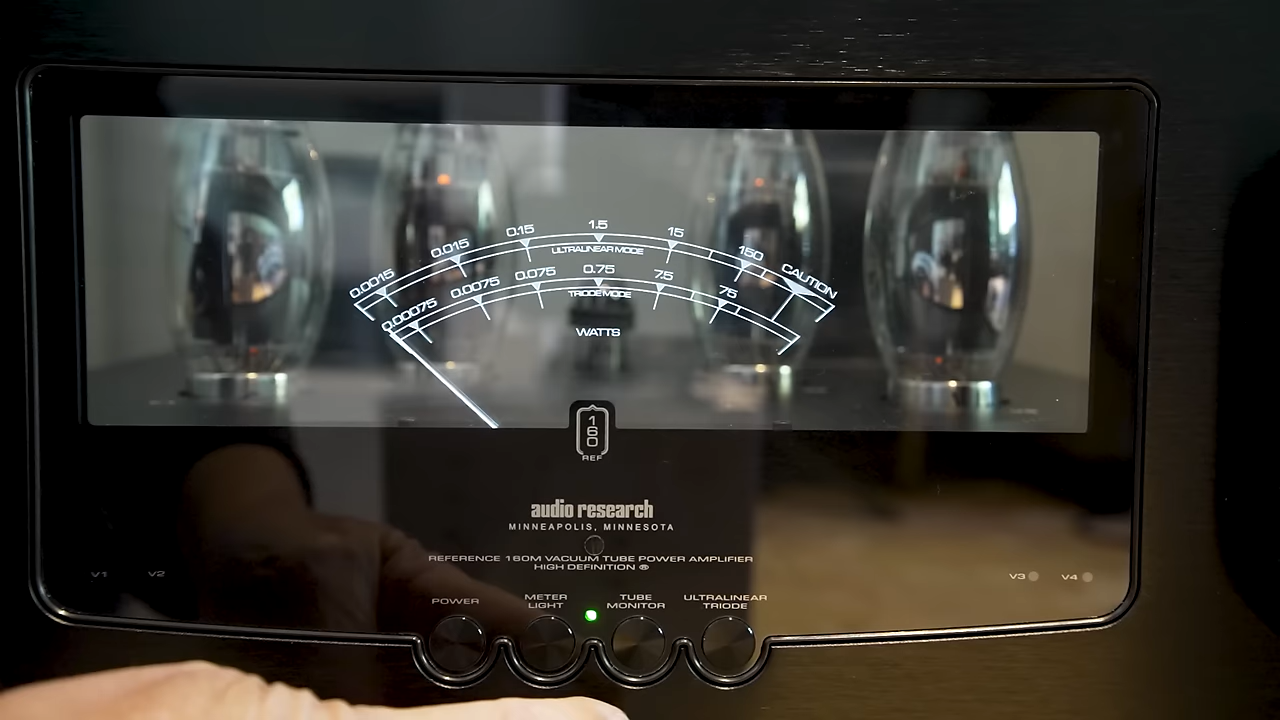 0.0015 0.015 0.15 1.5 15 150 CAUTION
ULTRALINEAR MODE
0.00075 0.0075 0.075 0.75 7.5 75
TRIODE MODE
WATTS
160
REF
audio research
MINNEAPOLIS, MINNESOTA
REFERENCE 160M VACUUM TUBE POWER AMPLIFIER
HIGH DEFINITION ®
V1 V2 V3 V4
POWER
METER
LIGHT
TUBE
MONITOR
ULTRALINEAR
TRIODE